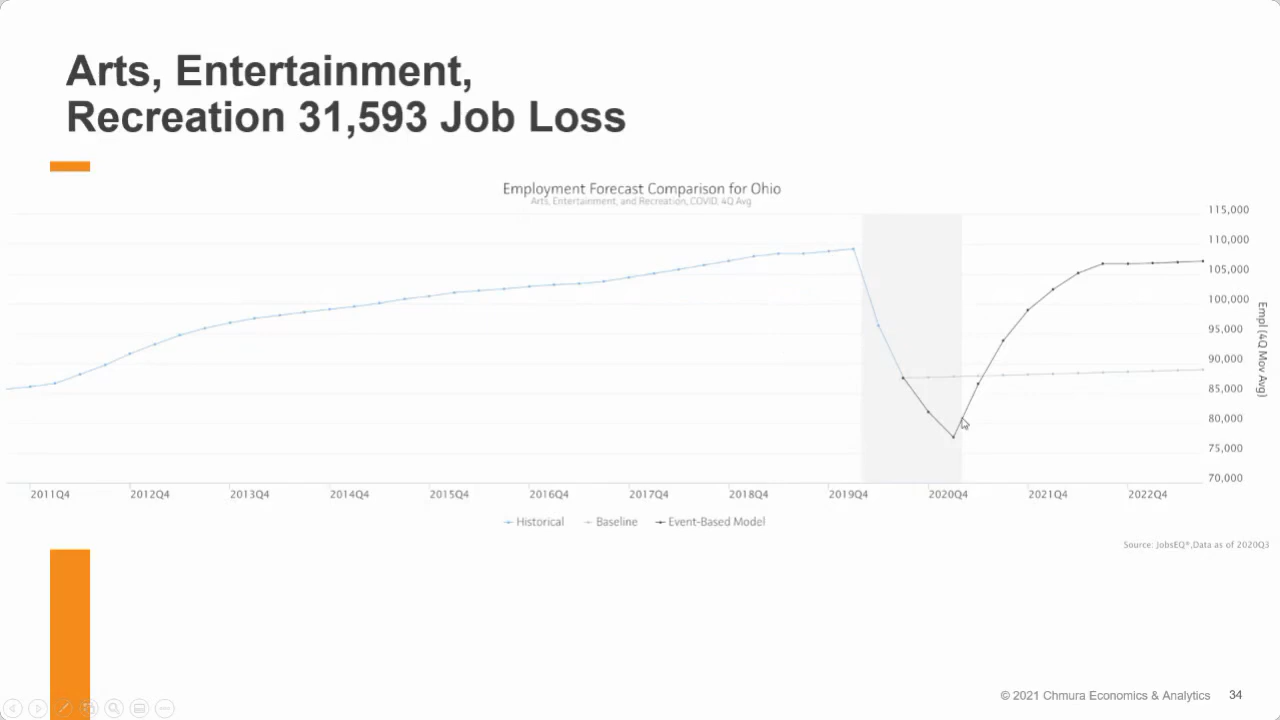 Arts, Entertainment,
Recreation 31,593 Job Loss
Employment Forecast Comparison for Ohio
Arts, Entertainment, and Recreation, COVID, 4Q Avg
115,000
110,000
105,000
100,000
95,000
90,000
85,000
80,000
75,000
70,000
Empl (4Q Mov Avg)
2011Q4 2012Q4 2013Q4 2014Q4 2015Q4 2016Q4 2017Q4 2018Q4 2019Q4 2020Q4 2021Q4 2022Q4
Historical Baseline Event-Based Model
Source: JobsEQ®,Data as of 2020Q3
© 2021 Chmura Economics & Analytics 34